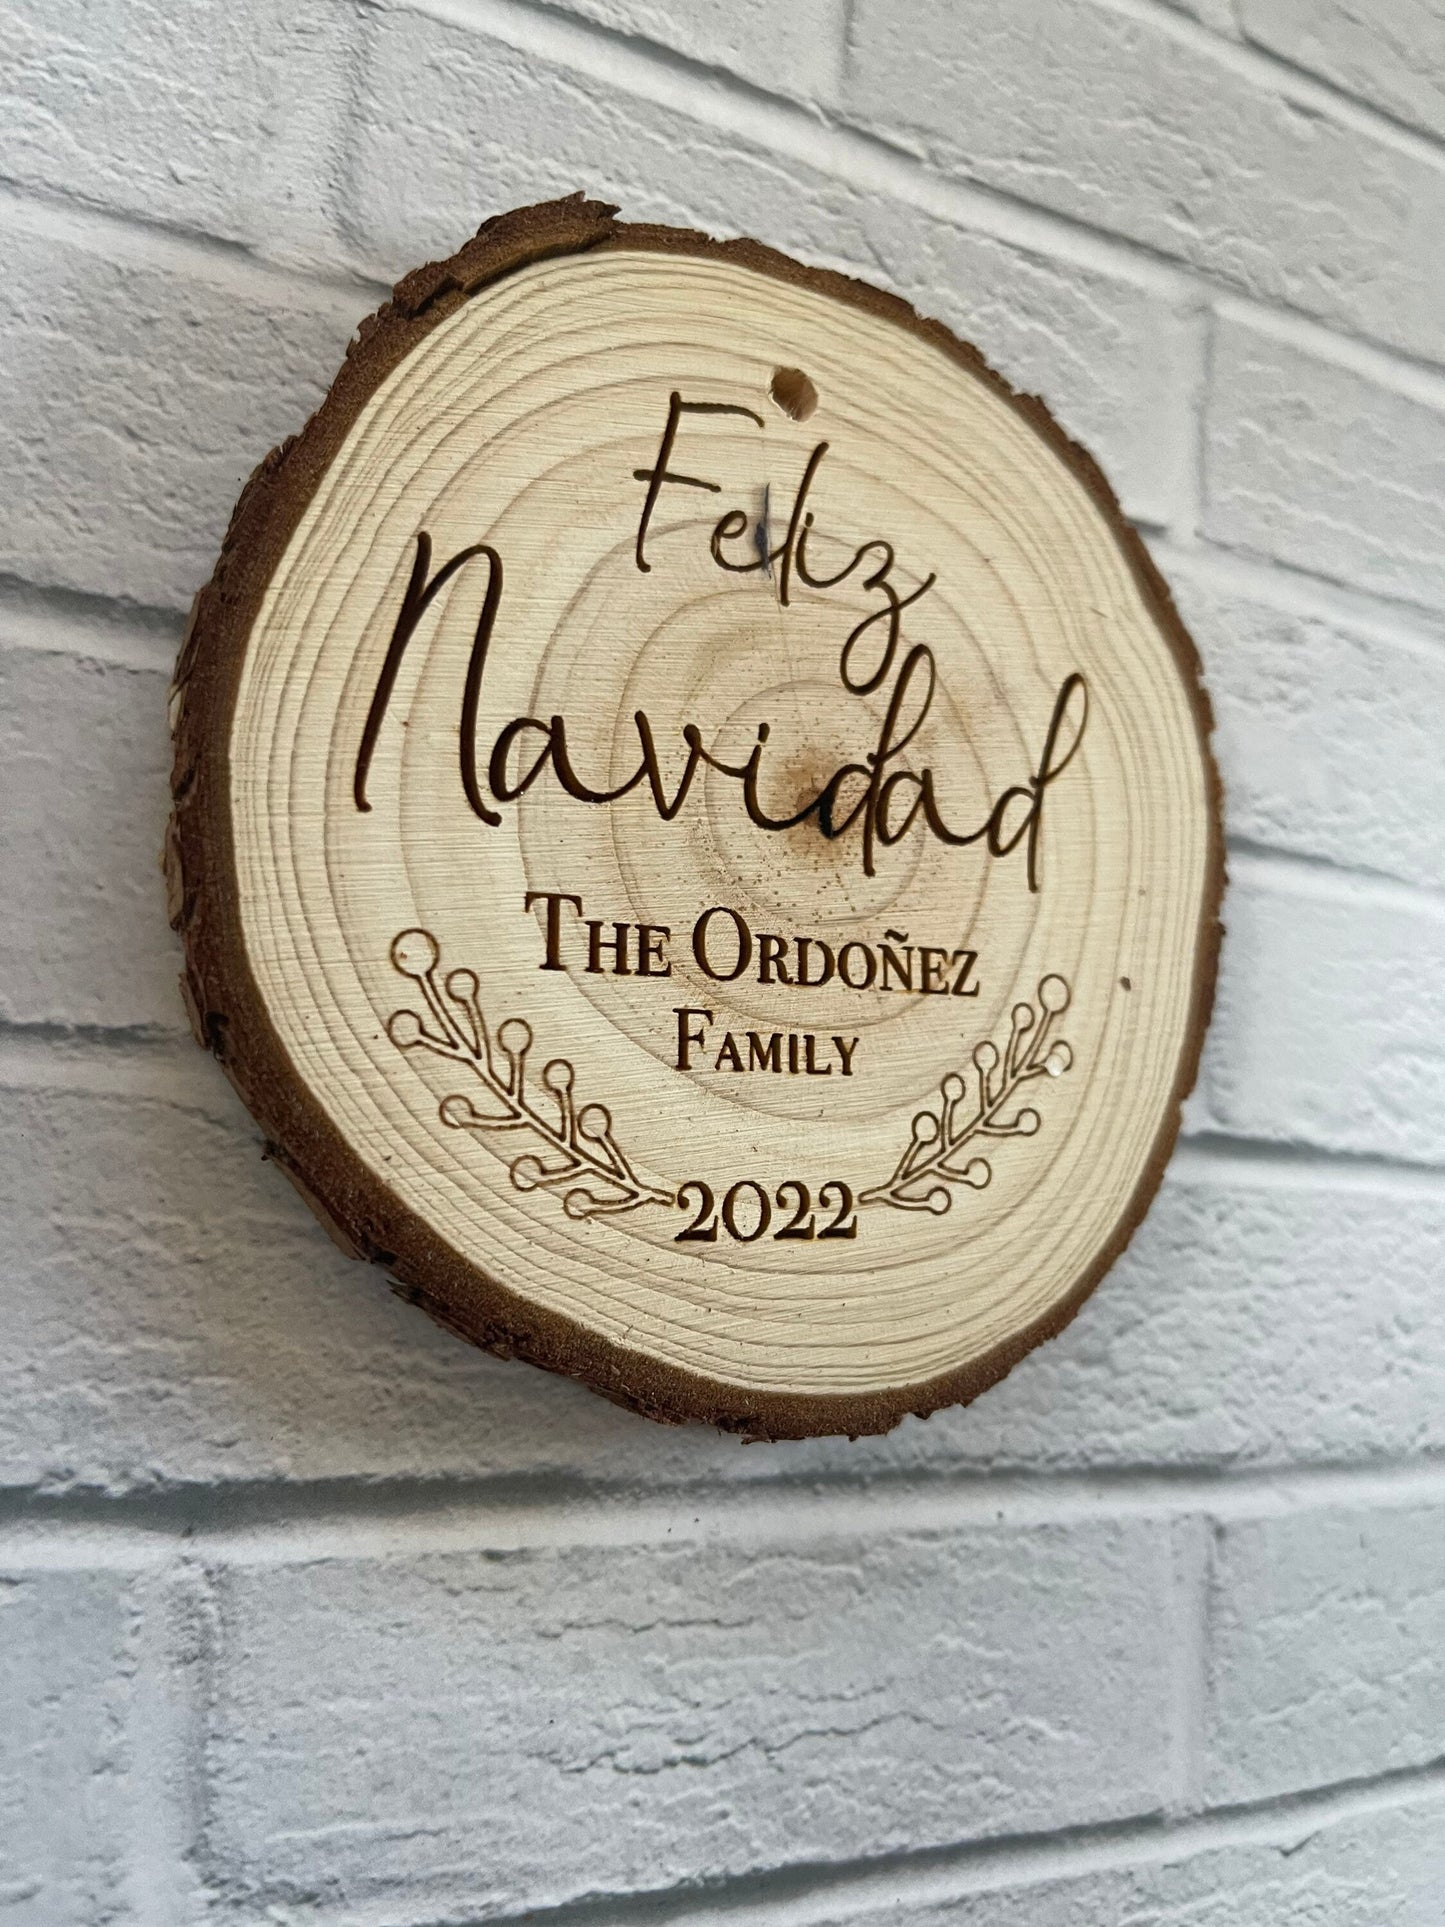 Feliz
Navidad
The Ordoñez
Family
2022